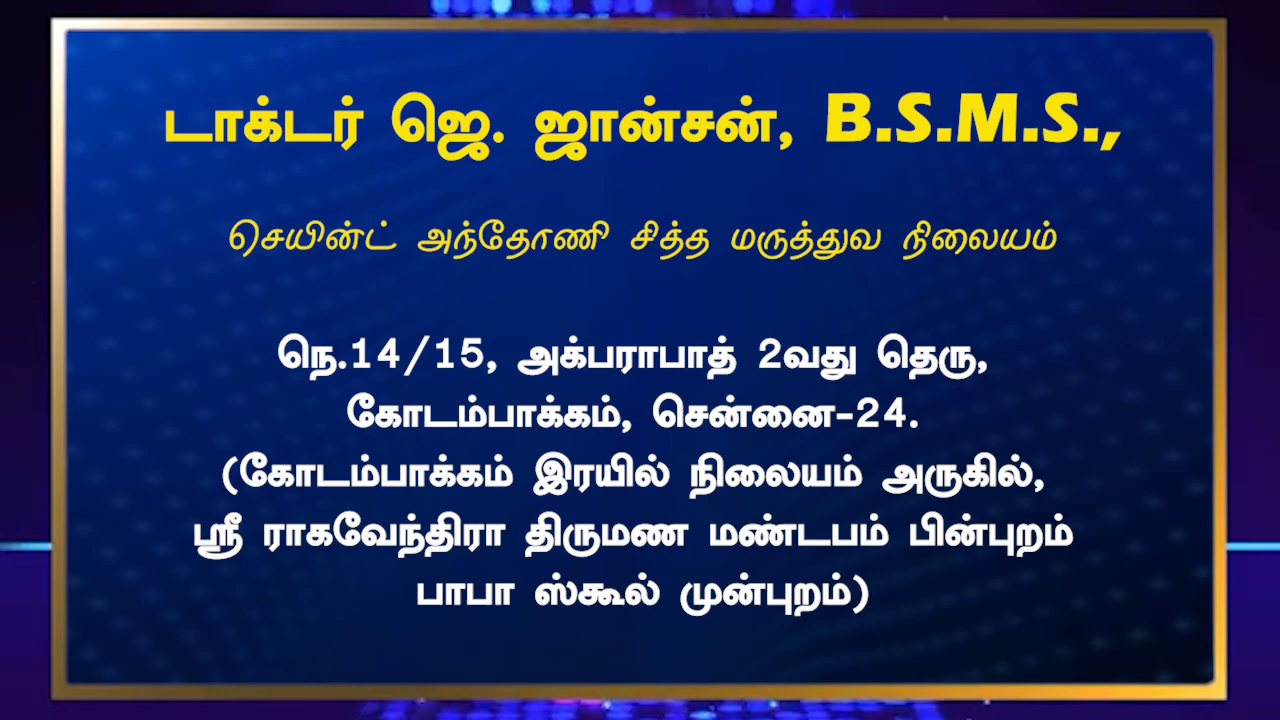 டாக்டர் ஜெ. ஜான்சன், B.S.M.S.,
செயின்ட் அந்தோணி சித்த மருத்துவ நிலையம்
நெ.14/15, அக்பராபாத் 2வது தெரு,
கோடம்பாக்கம், சென்னை-24.
(கோடம்பாக்கம் இரயில் நிலையம் அருகில்,
ஸ்ரீ ராகவேந்திரா திருமண மண்டபம் பின்புறம்
பாபா ஸ்கூல் முன்புறம்)